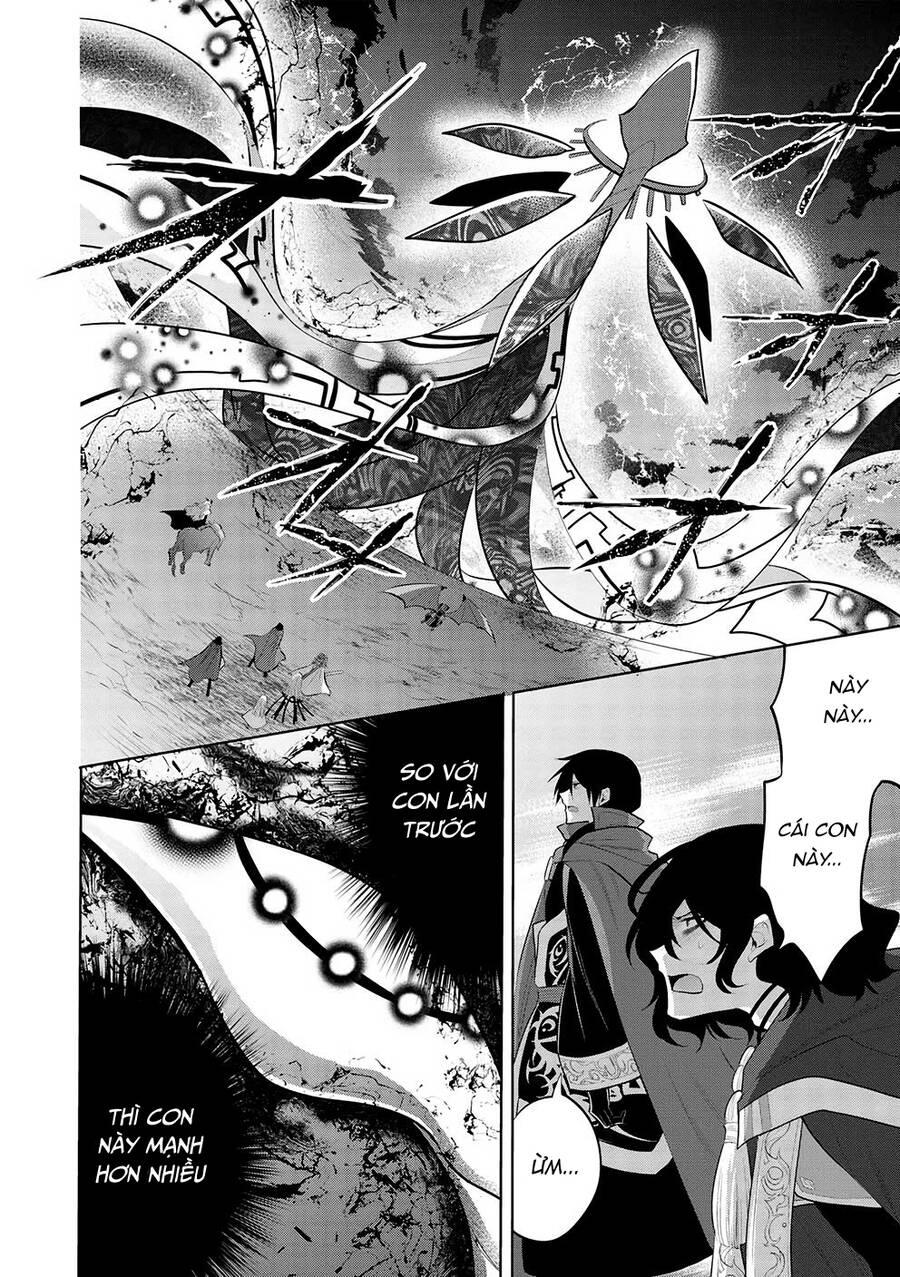 NÀY
NÀY...
CÁI CON
NÀY...
ỪM...
SO VỚI
CON LẦN
TRƯỚC
THÌ CON
NÀY MẠNH
HƠN NHIỀU